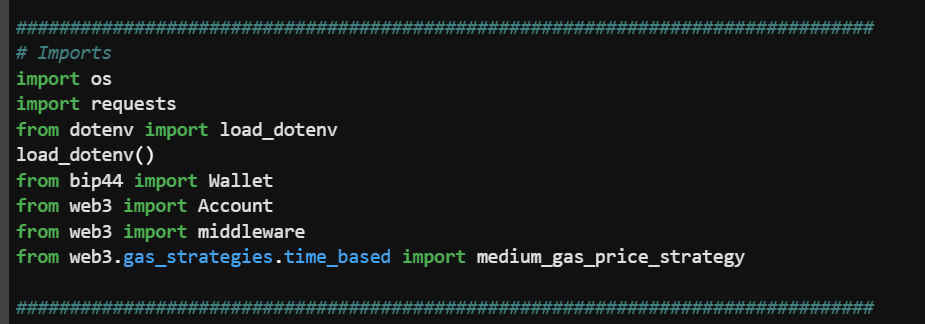 ################################################################################
# Imports
import os
import requests
from dotenv import load_dotenv
load_dotenv()
from bip44 import Wallet
from web3 import Account
from web3 import middleware
from web3.gas_strategies.time_based import medium_gas_price_strategy
################################################################################